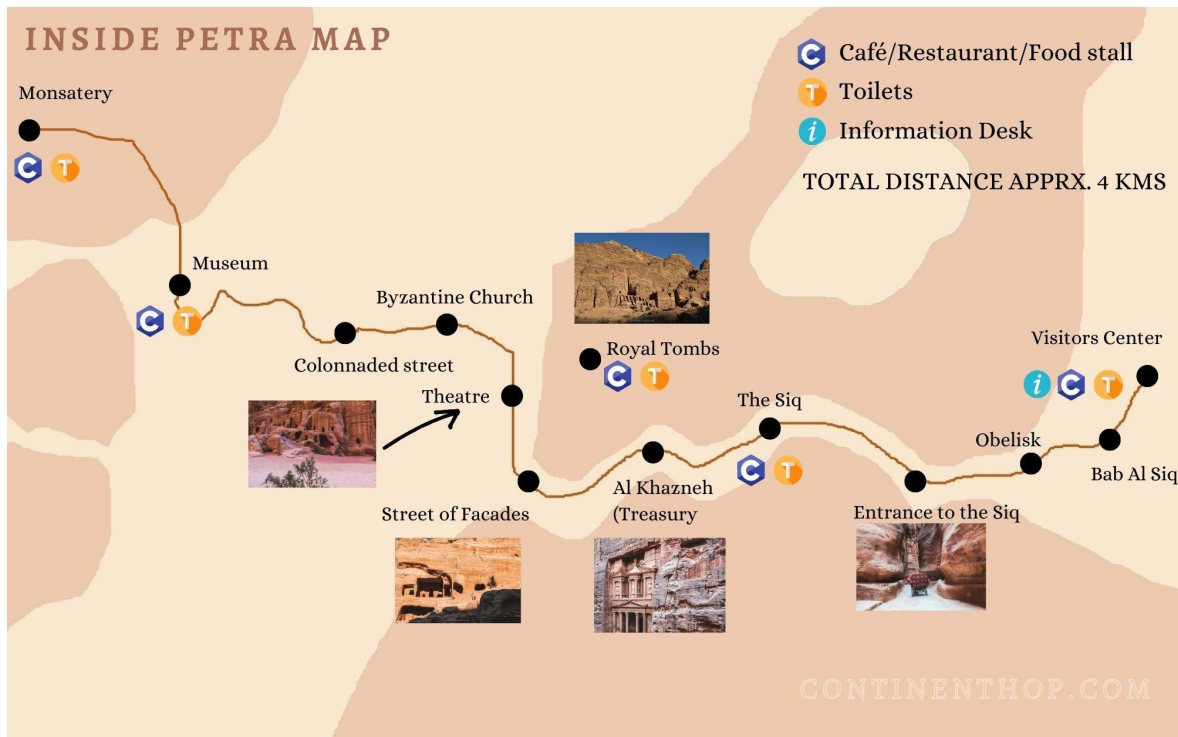 INSIDE PETRA MAP
C Café/Restaurant/Food stall
T Toilets
i Information Desk
TOTAL DISTANCE APPRX. 4 KMS
Monsatery
C T
Museum
C T
Colonnaded street
Byzantine Church
Theatre
Royal Tombs
C T
Street of Facades
Al Khazneh
(Treasury
The Siq
C T
Entrance to the Siq
Obelisk
Bab Al Siq
Visitors Center
i C T
CONTINENTHOP.COM